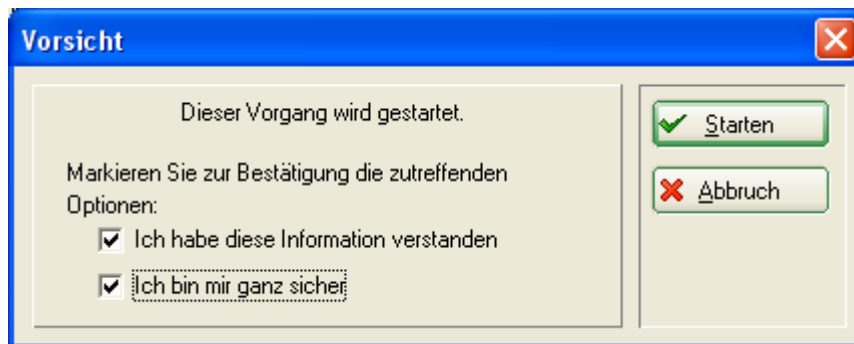 Vorsicht
Dieser Vorgang wird gestartet.
Markieren Sie zur Bestätigung die zutreffenden
Optionen:
Ich habe diese Information verstanden
Ich bin mir ganz sicher
Starten
Abbruch